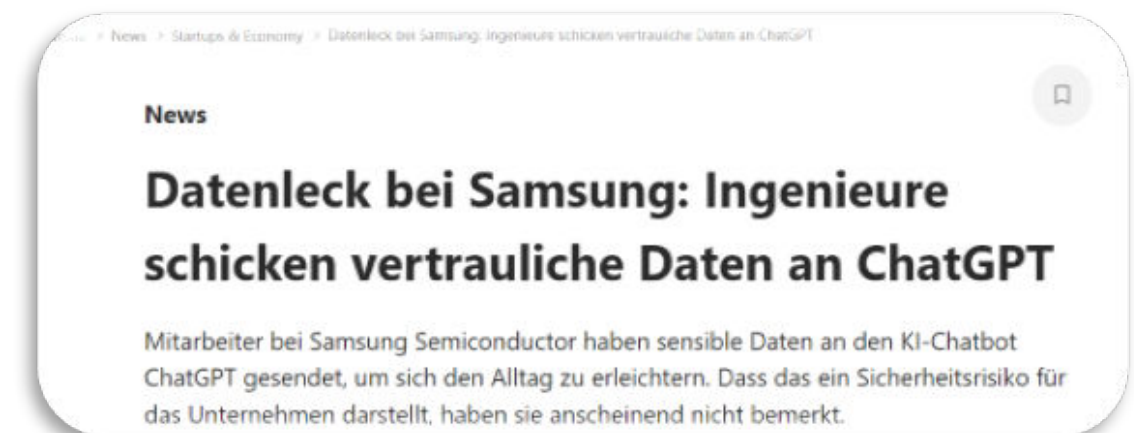 > News > Startups & Economy > Datenleck bei Samsung: Ingenieure schicken vertrauliche Daten an ChatGPT
News
Datenleck bei Samsung: Ingenieure
schicken vertrauliche Daten an ChatGPT
Mitarbeiter bei Samsung Semiconductor haben sensible Daten an den KI-Chatbot
ChatGPT gesendet, um sich den Alltag zu erleichtern. Dass das ein Sicherheitsrisiko für
das Unternehmen darstellt, haben sie anscheinend nicht bemerkt.